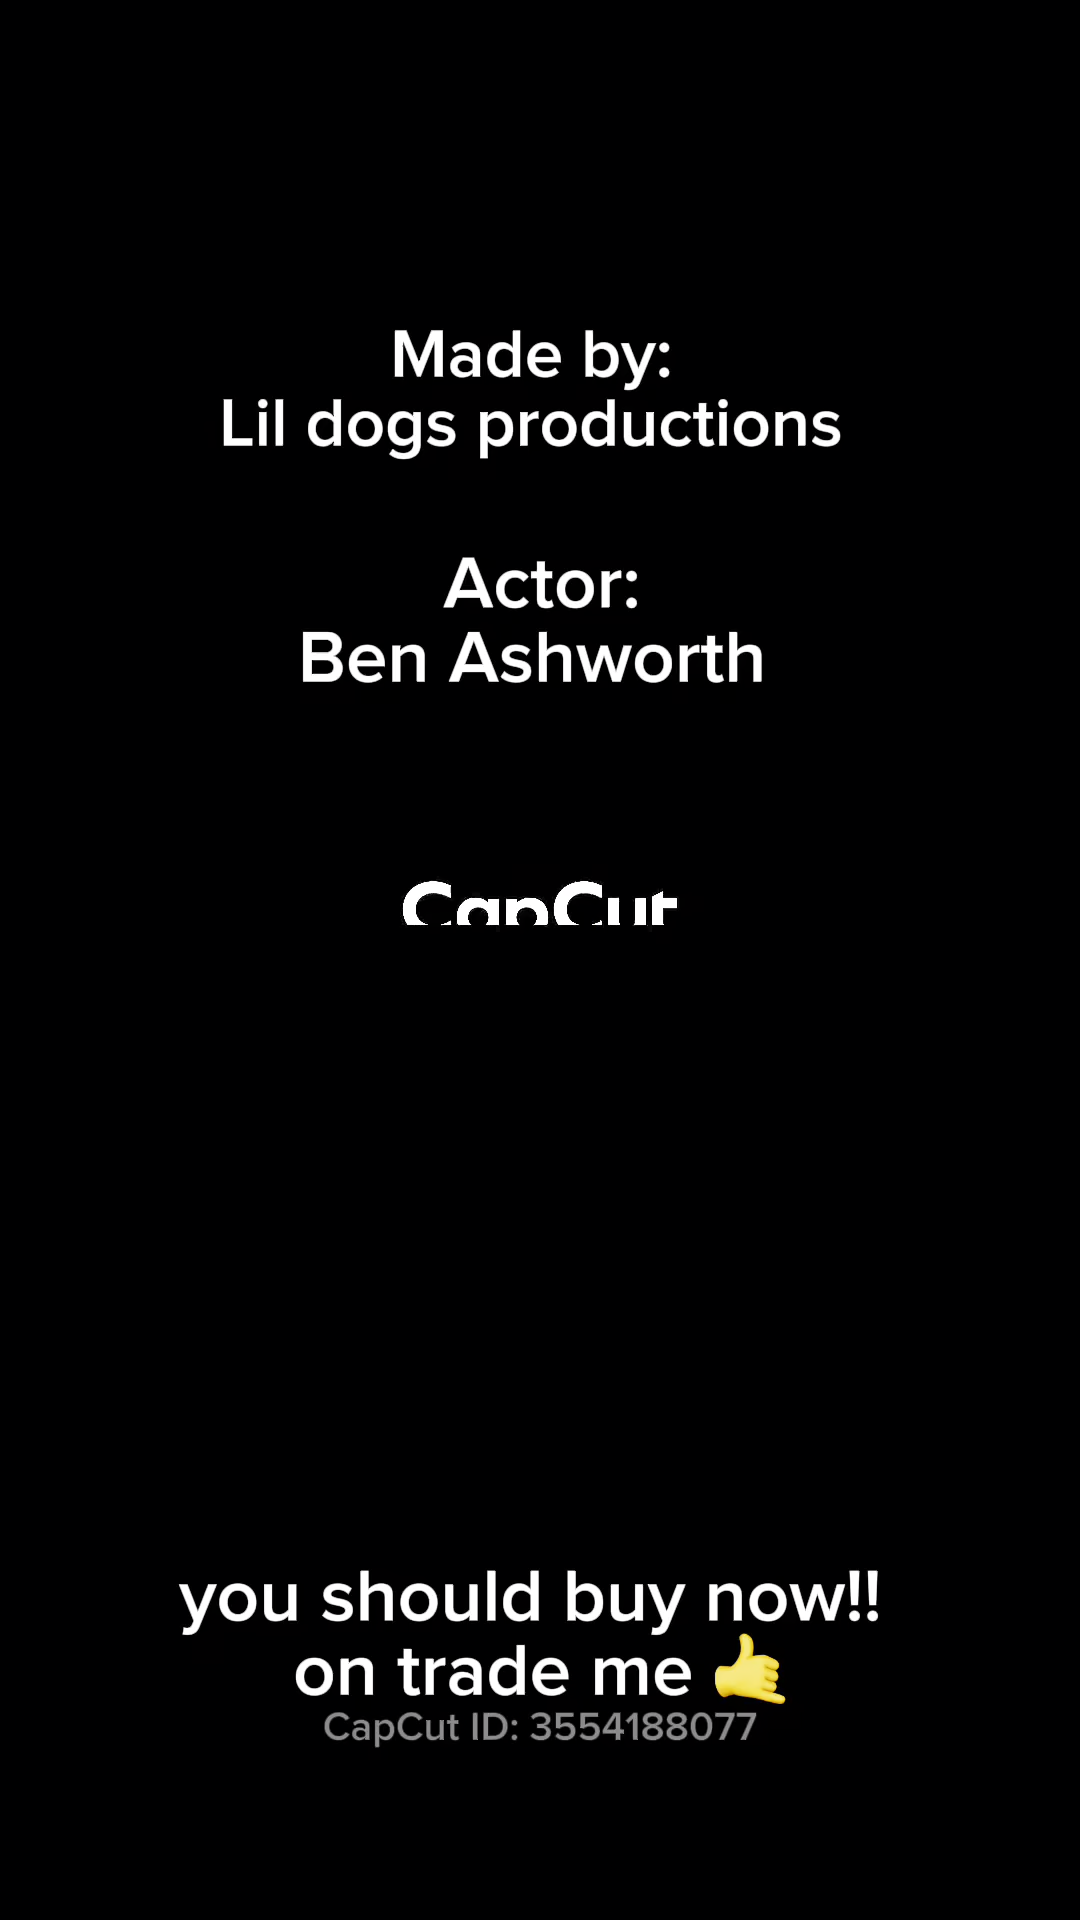 Made by:
Lil dogs productions
Actor:
Ben Ashworth
CapCut
you should buy now!!
on trade me 🤙
CapCut ID: 3554188077